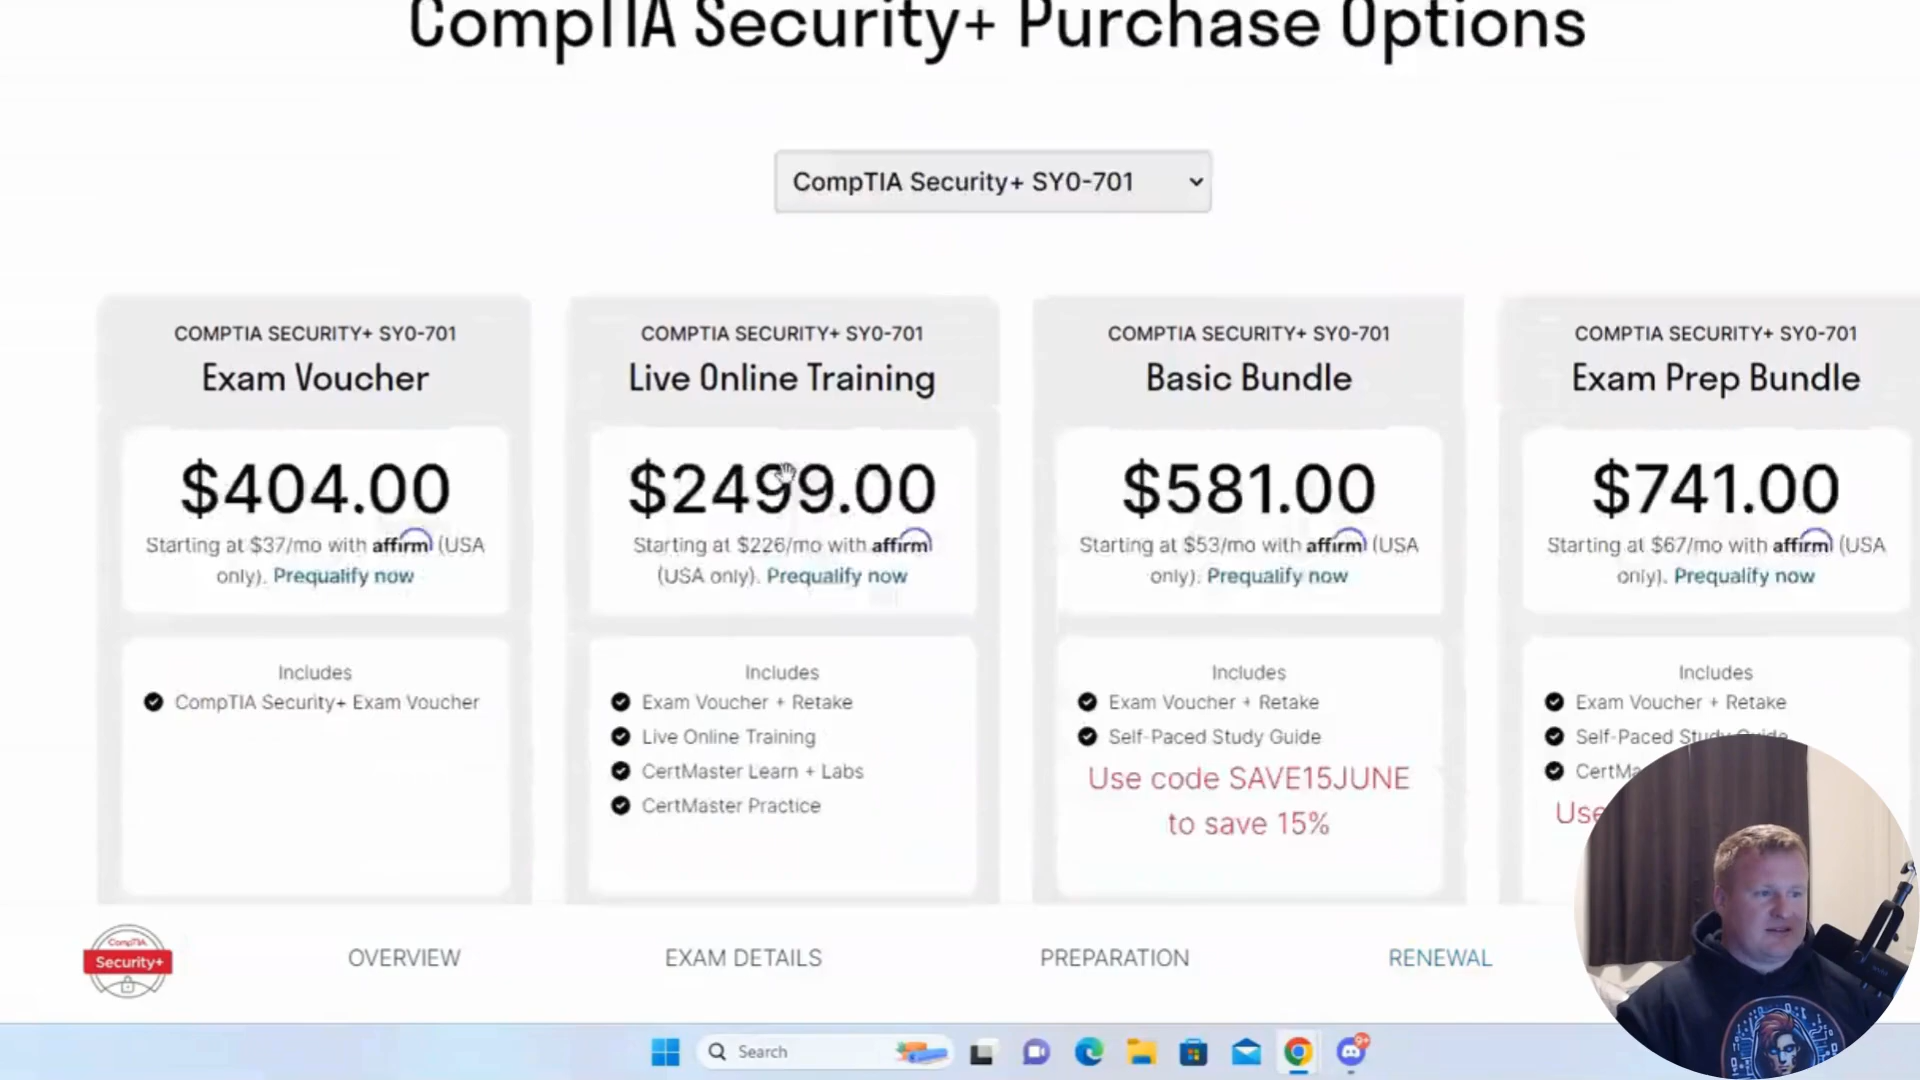 CompTIA Security+ Purchase Options
CompTIA Security+ SY0-701
COMPTIA SECURITY+ SY0-701
Exam Voucher
$404.00
Starting at $37/mo with affirm (USA
only). Prequalify now
Includes
CompTIA Security+ Exam Voucher
COMPTIA SECURITY+ SY0-701
Live Online Training
$2499.00
Starting at $226/mo with affirm
(USA only). Prequalify now
Includes
Exam Voucher + Retake
Live Online Training
CertMaster Learn + Labs
CertMaster Practice
COMPTIA SECURITY+ SY0-701
Basic Bundle
$581.00
Starting at $53/mo with affirm (USA
only). Prequalify now
Includes
Exam Voucher + Retake
Self-Paced Study Guide
Use code SAVE15JUNE
to save 15%
COMPTIA SECURITY+ SY0-701
Exam Prep Bundle
$741.00
Starting at $67/mo with affirm (USA
only). Prequalify now
Includes
Exam Voucher + Retake
Self-Paced Study Guide
CertMa
Use
CompTIA
Security+
OVERVIEW
EXAM DETAILS
PREPARATION
RENEWAL
Search
9+